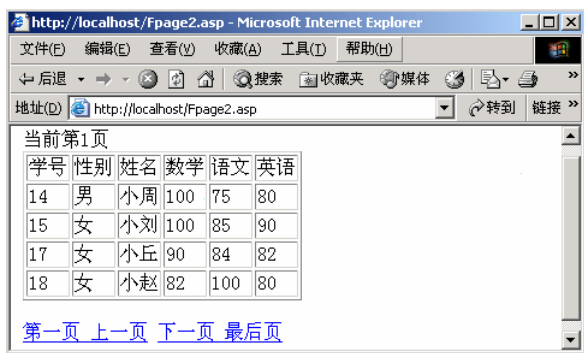 http://localhost/Fpage2.asp - Microsoft Internet Explorer
文件(F) 编辑(E) 查看(V) 收藏(A) 工具(T) 帮助(H)
后退 搜索 收藏夹 媒体 »
地址(D) http://localhost/Fpage2.asp 转到 链接 »
当前第1页
学号 性别 姓名 数学 语文 英语
14 男 小周 100 75 80
15 女 小刘 100 85 90
17 女 小丘 90 84 82
18 女 小赵 82 100 80
第一页 上一页 下一页 最后页